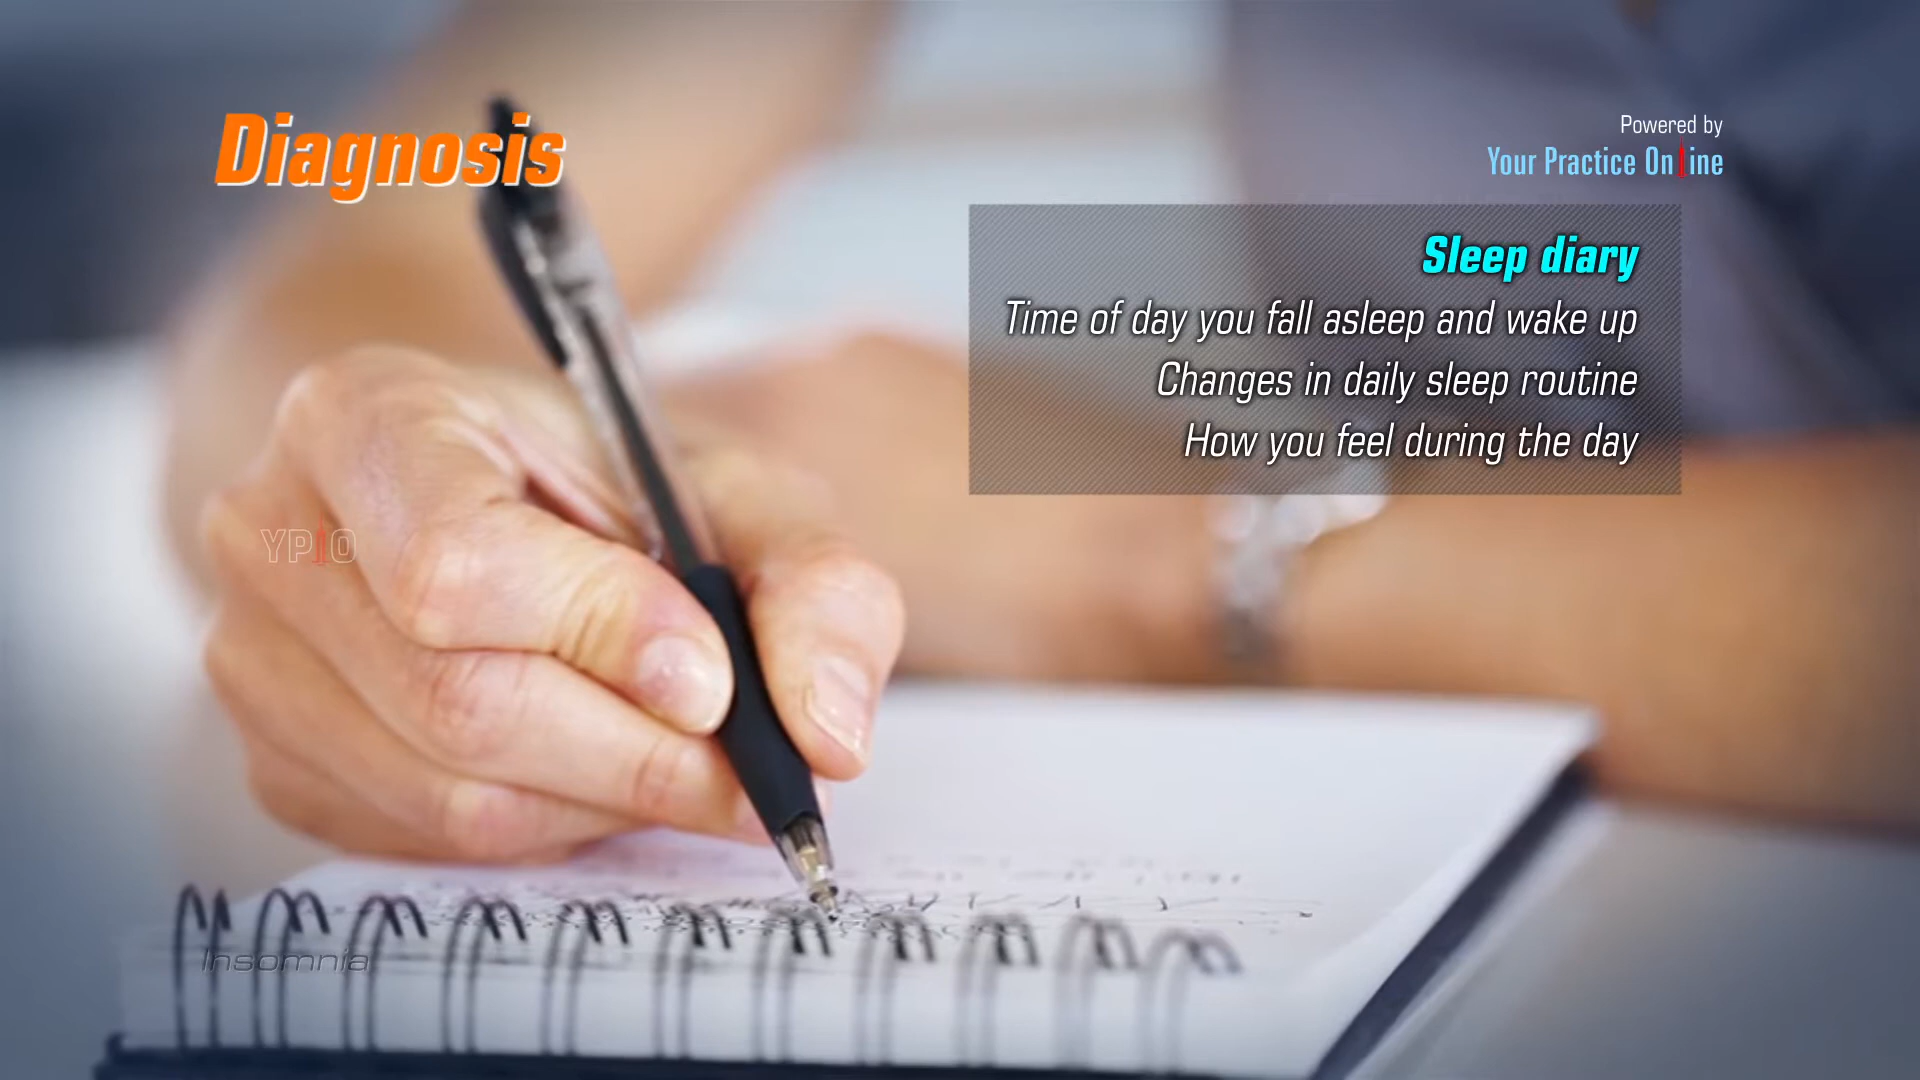 Diagnosis
Powered by
Your Practice Online
Sleep diary
Time of day you fall asleep and wake up
Changes in daily sleep routine
How you feel during the day
YPO
Insomnia